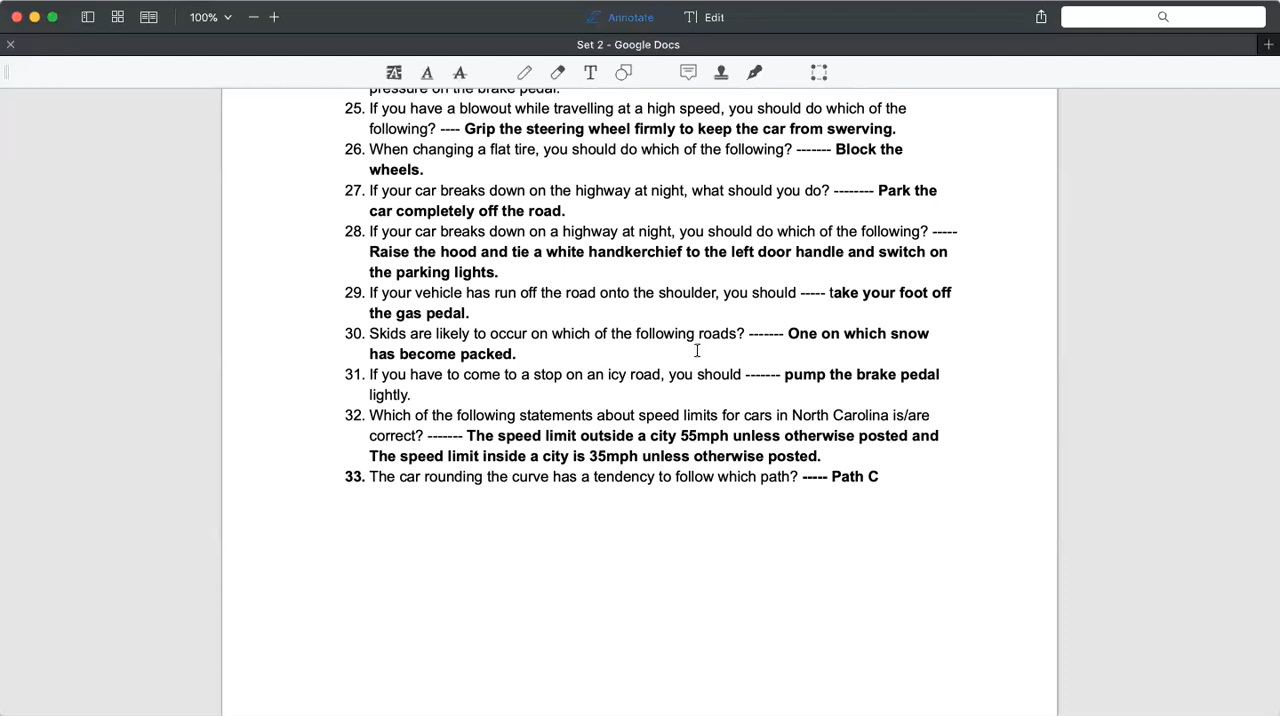 100%
Annotate
Edit
Set 2 - Google Docs
pressure on the brake pedal.
25. If you have a blowout while travelling at a high speed, you should do which of the
following? ---- Grip the steering wheel firmly to keep the car from swerving.
26. When changing a flat tire, you should do which of the following? ------- Block the
wheels.
27. If your car breaks down on the highway at night, what should you do? -------- Park the
car completely off the road.
28. If your car breaks down on a highway at night, you should do which of the following? -----
Raise the hood and tie a white handkerchief to the left door handle and switch on
the parking lights.
29. If your vehicle has run off the road onto the shoulder, you should ----- take your foot off
the gas pedal.
30. Skids are likely to occur on which of the following roads? ------- One on which snow
has become packed.
31. If you have to come to a stop on an icy road, you should ------- pump the brake pedal
lightly.
32. Which of the following statements about speed limits for cars in North Carolina is/are
correct? ------- The speed limit outside a city 55mph unless otherwise posted and
The speed limit inside a city is 35mph unless otherwise posted.
33. The car rounding the curve has a tendency to follow which path? ----- Path C